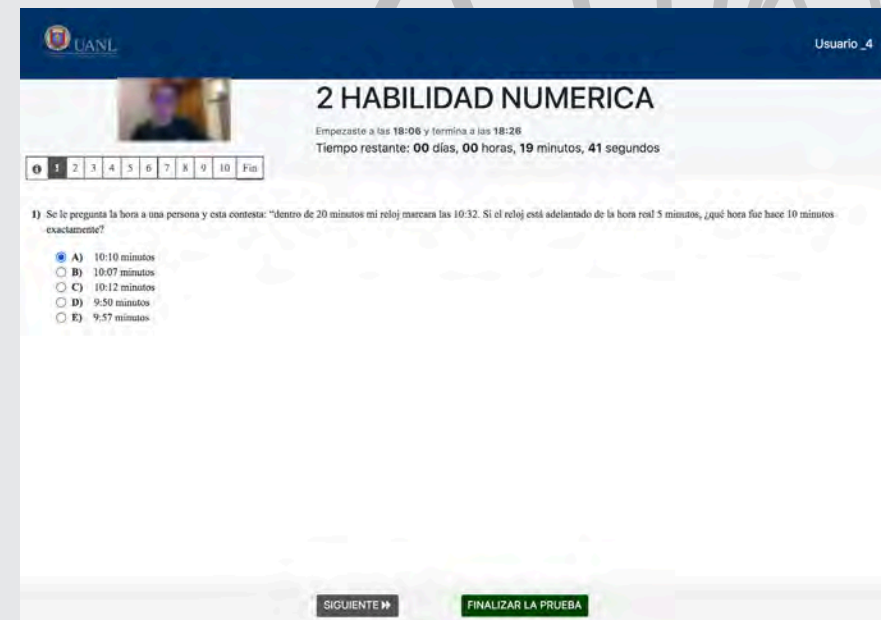 UANL
Usuario _4
2 HABILIDAD NUMERICA
Empezaste a las 18:06 y termina a las 18:26
Tiempo restante: 00 días, 00 horas, 19 minutos, 41 segundos
1 2 3 4 5 6 7 8 9 10 Fin
1) Se le pregunta la hora a una persona y esta contesta: "dentro de 20 minutos mi reloj marcara las 10:32. Si el reloj está adelantado de la hora real 5 minutos, ¿qué hora fue hace 10 minutos
exactamente?
A) 10:10 minutos
B) 10:07 minutos
C) 10:12 minutos
D) 9:50 minutos
E) 9:57 minutos
SIGUIENTE
FINALIZAR LA PRUEBA